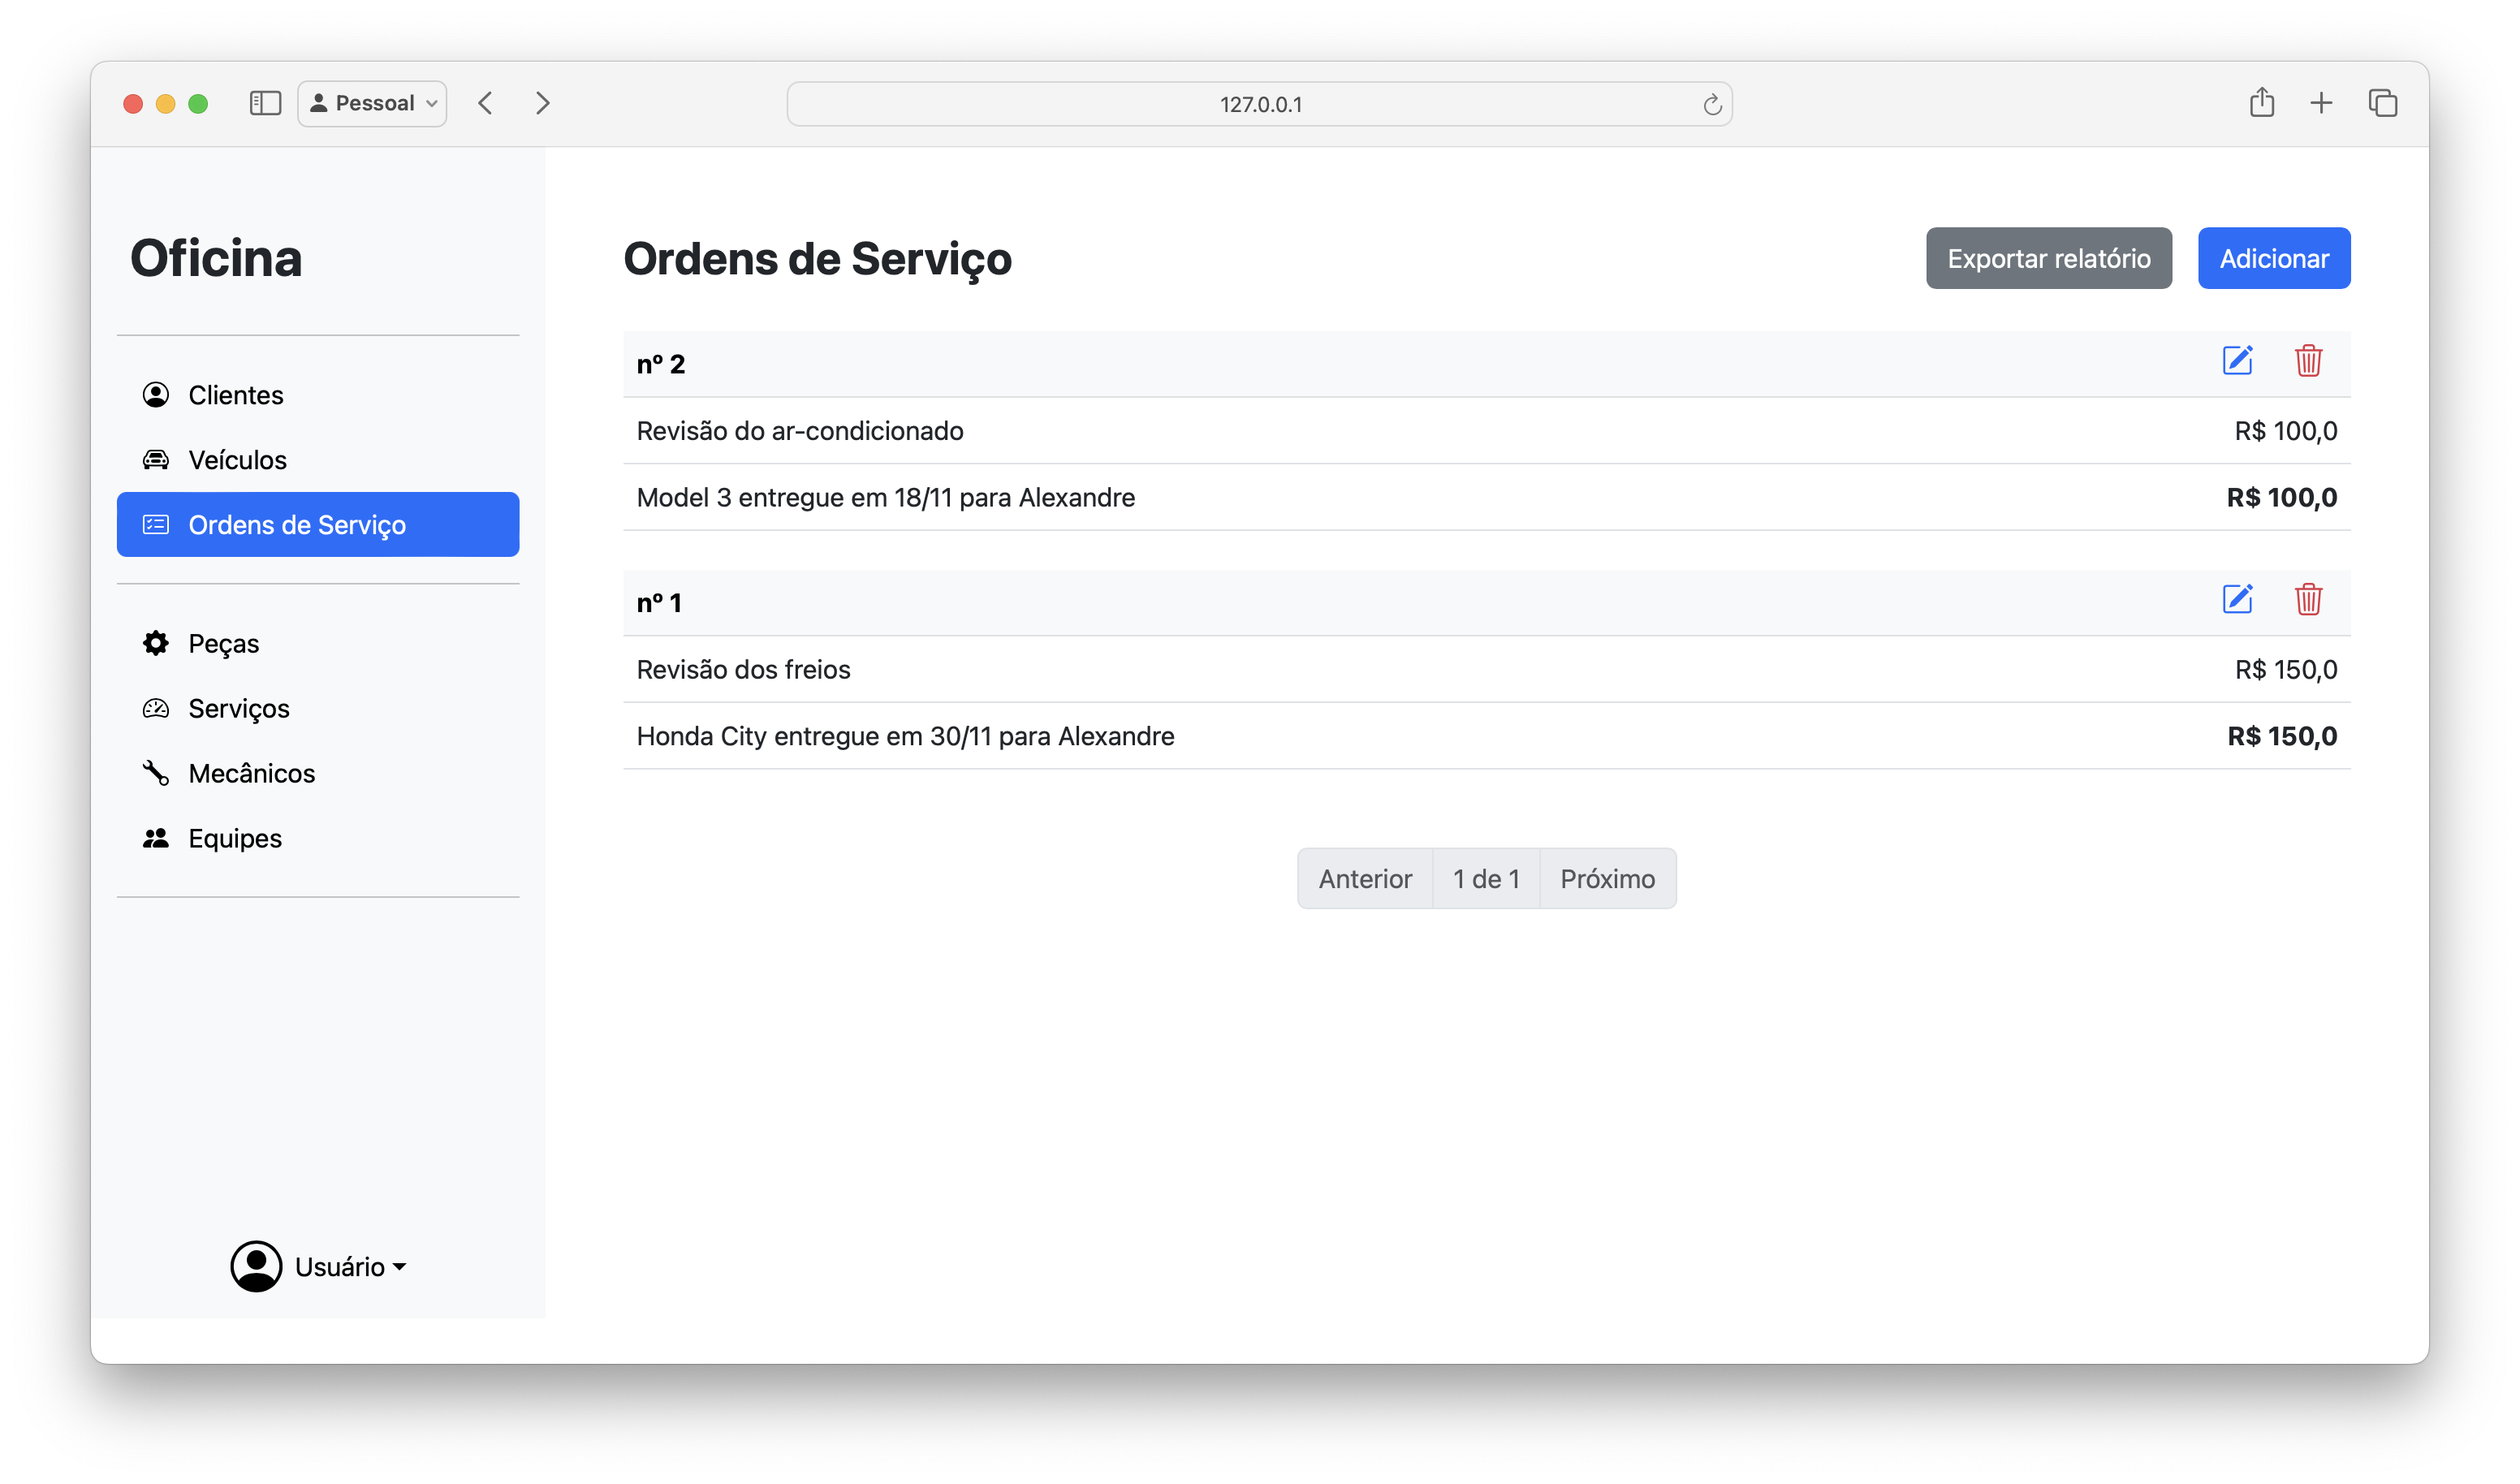 Pessoal
127.0.0.1
Oficina
Clientes
Veículos
Ordens de Serviço
Peças
Serviços
Mecânicos
Equipes
Usuário
Ordens de Serviço
Exportar relatório
Adicionar
nº 2
Revisão do ar-condicionado R$ 100,0
Model 3 entregue em 18/11 para Alexandre R$ 100,0
nº 1
Revisão dos freios R$ 150,0
Honda City entregue em 30/11 para Alexandre R$ 150,0
Anterior 1 de 1 Próximo